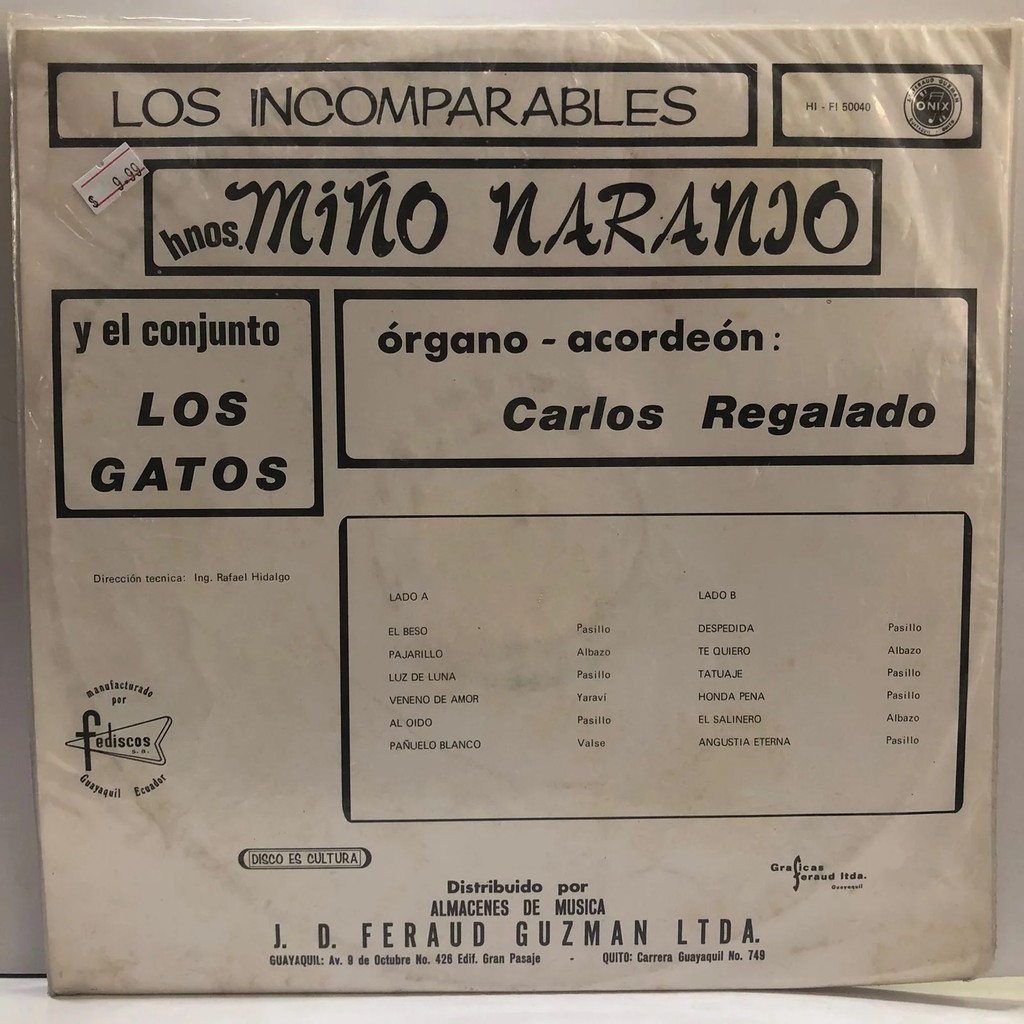 LOS INCOMPARABLES
HI - FI 50040
ONIX
$ 9.99
hnos. MIÑO NARANJO
y el conjunto
LOS
GATOS
órgano - acordeón:
Carlos Regalado
Dirección tecnica: Ing. Rafael Hidalgo
LADO A
EL BESO Pasillo
PAJARILLO Albazo
LUZ DE LUNA Pasillo
VENENO DE AMOR Yaraví
AL OIDO Pasillo
PAÑUELO BLANCO Valse
LADO B
DESPEDIDA Pasillo
TE QUIERO Albazo
TATUAJE Pasillo
HONDA PENA Pasillo
EL SALINERO Albazo
ANGUSTIA ETERNA Pasillo
manufacturado
por
fediscos
s.a.
Guayaquil Ecuador
DISCO ES CULTURA
Graficas
feraud ltda.
Guayaquil
Distribuido por
ALMACENES DE MUSICA
J. D. FERAUD GUZMAN LTDA.
GUAYAQUIL: Av. 9 de Octubre No. 426 Edif. Gran Pasaje - QUITO: Carrera Guayaquil No. 749